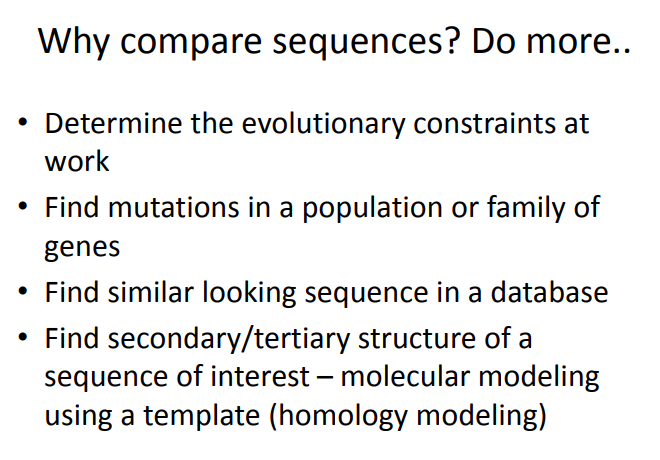 Why compare sequences? Do more..
• Determine the evolutionary constraints at
work
• Find mutations in a population or family of
genes
• Find similar looking sequence in a database
• Find secondary/tertiary structure of a
sequence of interest – molecular modeling
using a template (homology modeling)